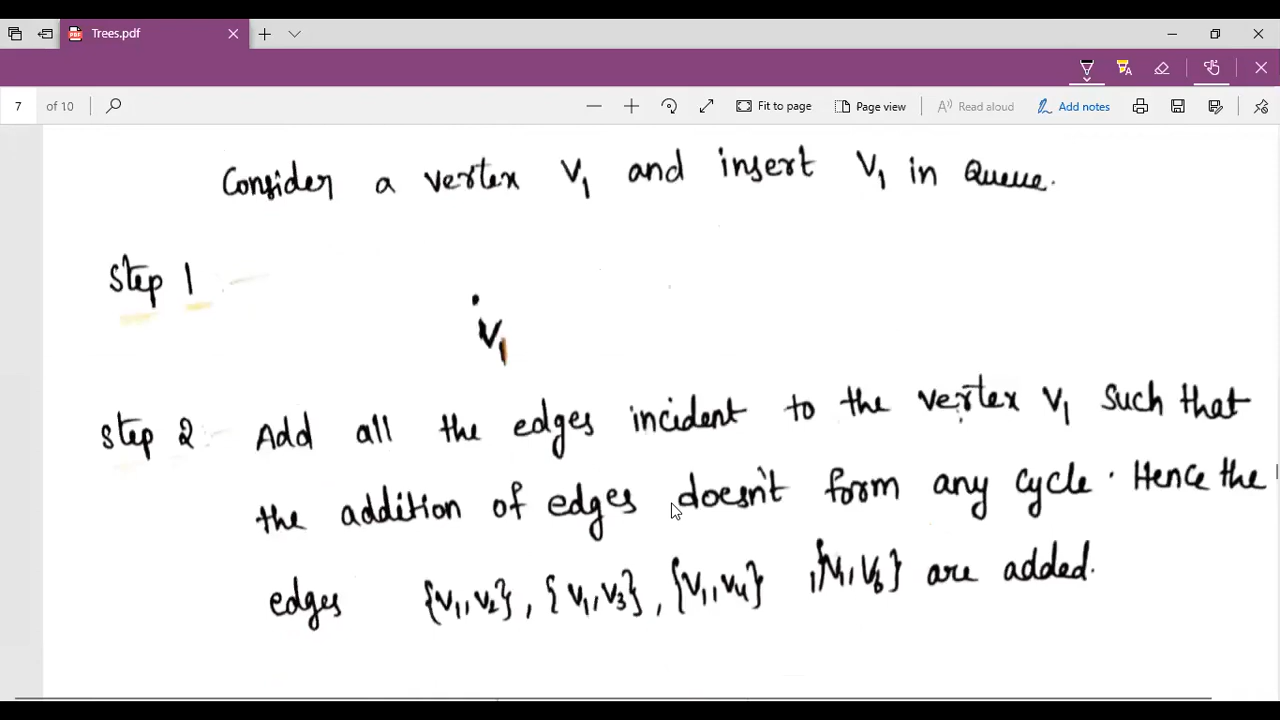 Trees.pdf
7 of 10 Fit to page Page view Read aloud Add notes
Consider a vertex V1 and insert V1 in Queue.
Step 1
V1
Step 2 Add all the edges incident to the vertex V1 such that
the addition of edges doesn't form any cycle. Hence the
edges {V1,V2}, {V1,V3}, {V1,V4} ,{V1,V6} are added.